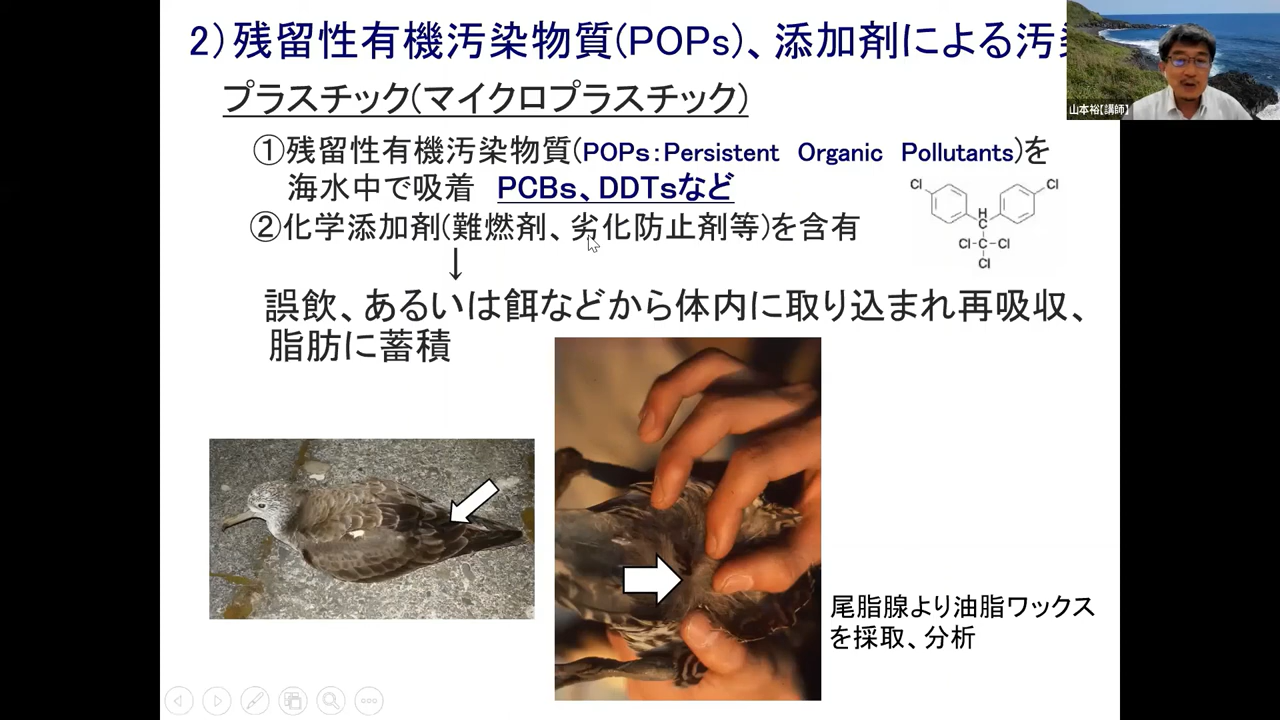 2)残留性有機汚染物質(POPs)、添加剤による汚
山本裕【講師】
プラスチック(マイクロプラスチック)
①残留性有機汚染物質(POPs:Persistent Organic Pollutants)を
海水中で吸着 PCBs、DDTsなど
②化学添加剤(難燃剤、劣化防止剤等)を含有
↓
誤飲、あるいは餌などから体内に取り込まれ再吸収、
脂肪に蓄積
Cl Cl
H
Cl-C-Cl
Cl
尾脂腺より油脂ワックス
を採取、分析